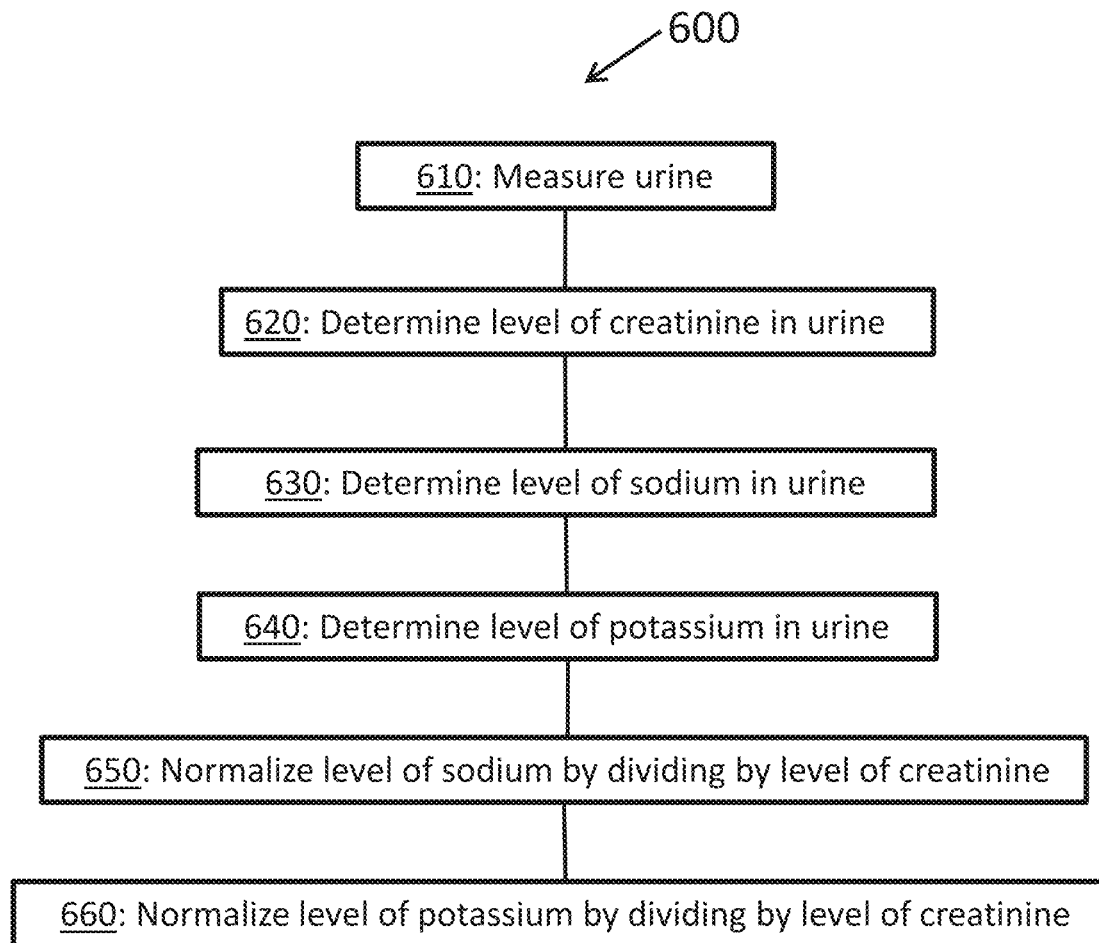 600
610: Measure urine
620: Determine level of creatinine in urine
630: Determine level of sodium in urine
640: Determine level of potassium in urine
650: Normalize level of sodium by dividing by level of creatinine
660: Normalize level of potassium by dividing by level of creatinine